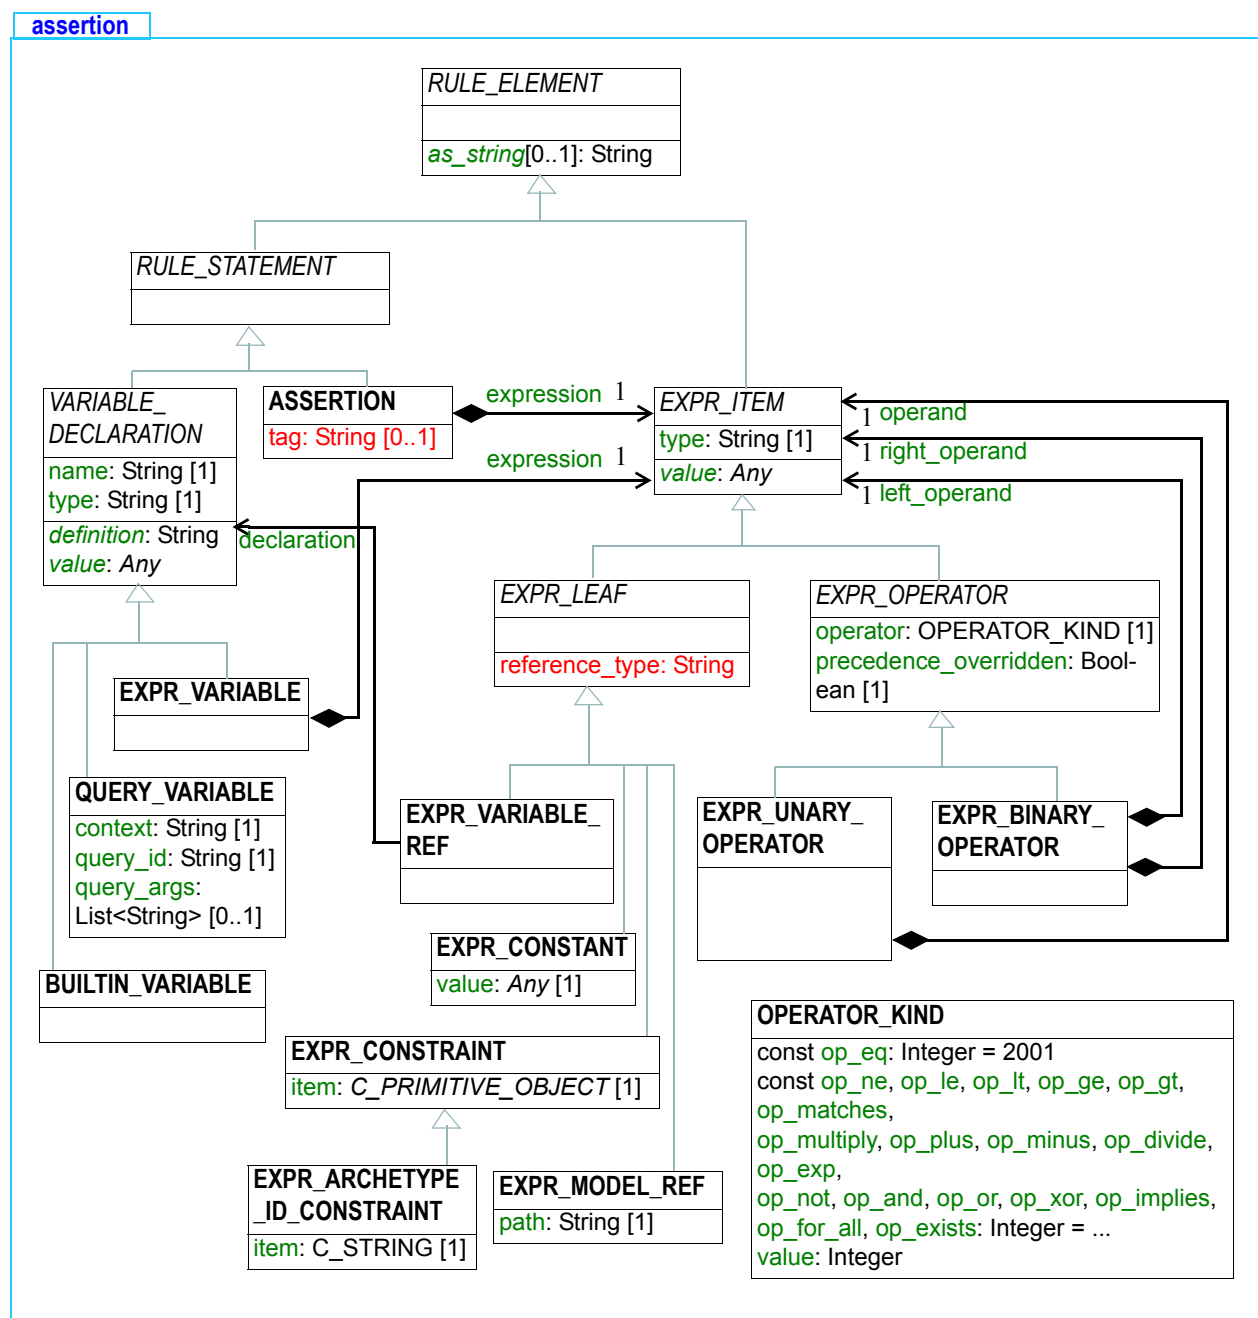 assertion
RULE_ELEMENT
as_string[0..1]: String
RULE_STATEMENT
VARIABLE_
DECLARATION
name: String [1]
type: String [1]
definition: String
value: Any
ASSERTION
tag: String [0..1]
expression 1
expression 1
declaration
EXPR_ITEM
type: String [1]
value: Any
1 operand
1 right_operand
1 left_operand
EXPR_LEAF
reference_type: String
EXPR_OPERATOR
operator: OPERATOR_KIND [1]
precedence_overridden: Bool-
ean [1]
EXPR_VARIABLE
QUERY_VARIABLE
context: String [1]
query_id: String [1]
query_args:
List<String> [0..1]
BUILTIN_VARIABLE
EXPR_VARIABLE_
REF
EXPR_UNARY_
OPERATOR
EXPR_BINARY_
OPERATOR
EXPR_CONSTANT
value: Any [1]
EXPR_CONSTRAINT
item: C_PRIMITIVE_OBJECT [1]
EXPR_ARCHETYPE
_ID_CONSTRAINT
item: C_STRING [1]
EXPR_MODEL_REF
path: String [1]
OPERATOR_KIND
const op_eq: Integer = 2001
const op_ne, op_le, op_lt, op_ge, op_gt,
op_matches,
op_multiply, op_plus, op_minus, op_divide,
op_exp,
op_not, op_and, op_or, op_xor, op_implies,
op_for_all, op_exists: Integer = ...
value: Integer